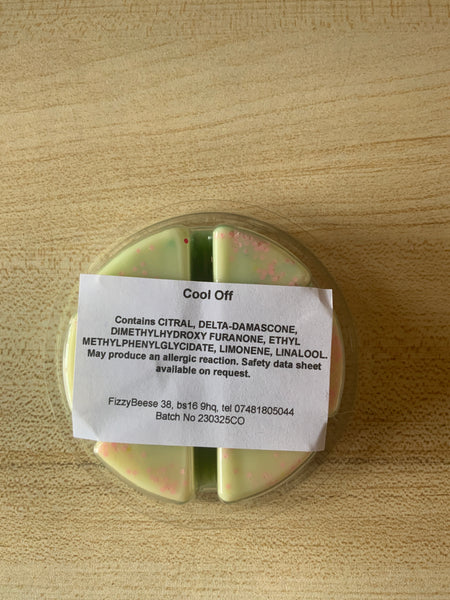 Cool Off
Contains CITRAL, DELTA-DAMASCONE,
DIMETHYLHYDROXY FURANONE, ETHYL
METHYLPHENYLGLYCIDATE, LIMONENE, LINALOOL.
May produce an allergic reaction. Safety data sheet
available on request.
FizzyBeese 38, bs16 9hq, tel 07481805044
Batch No 230325CO